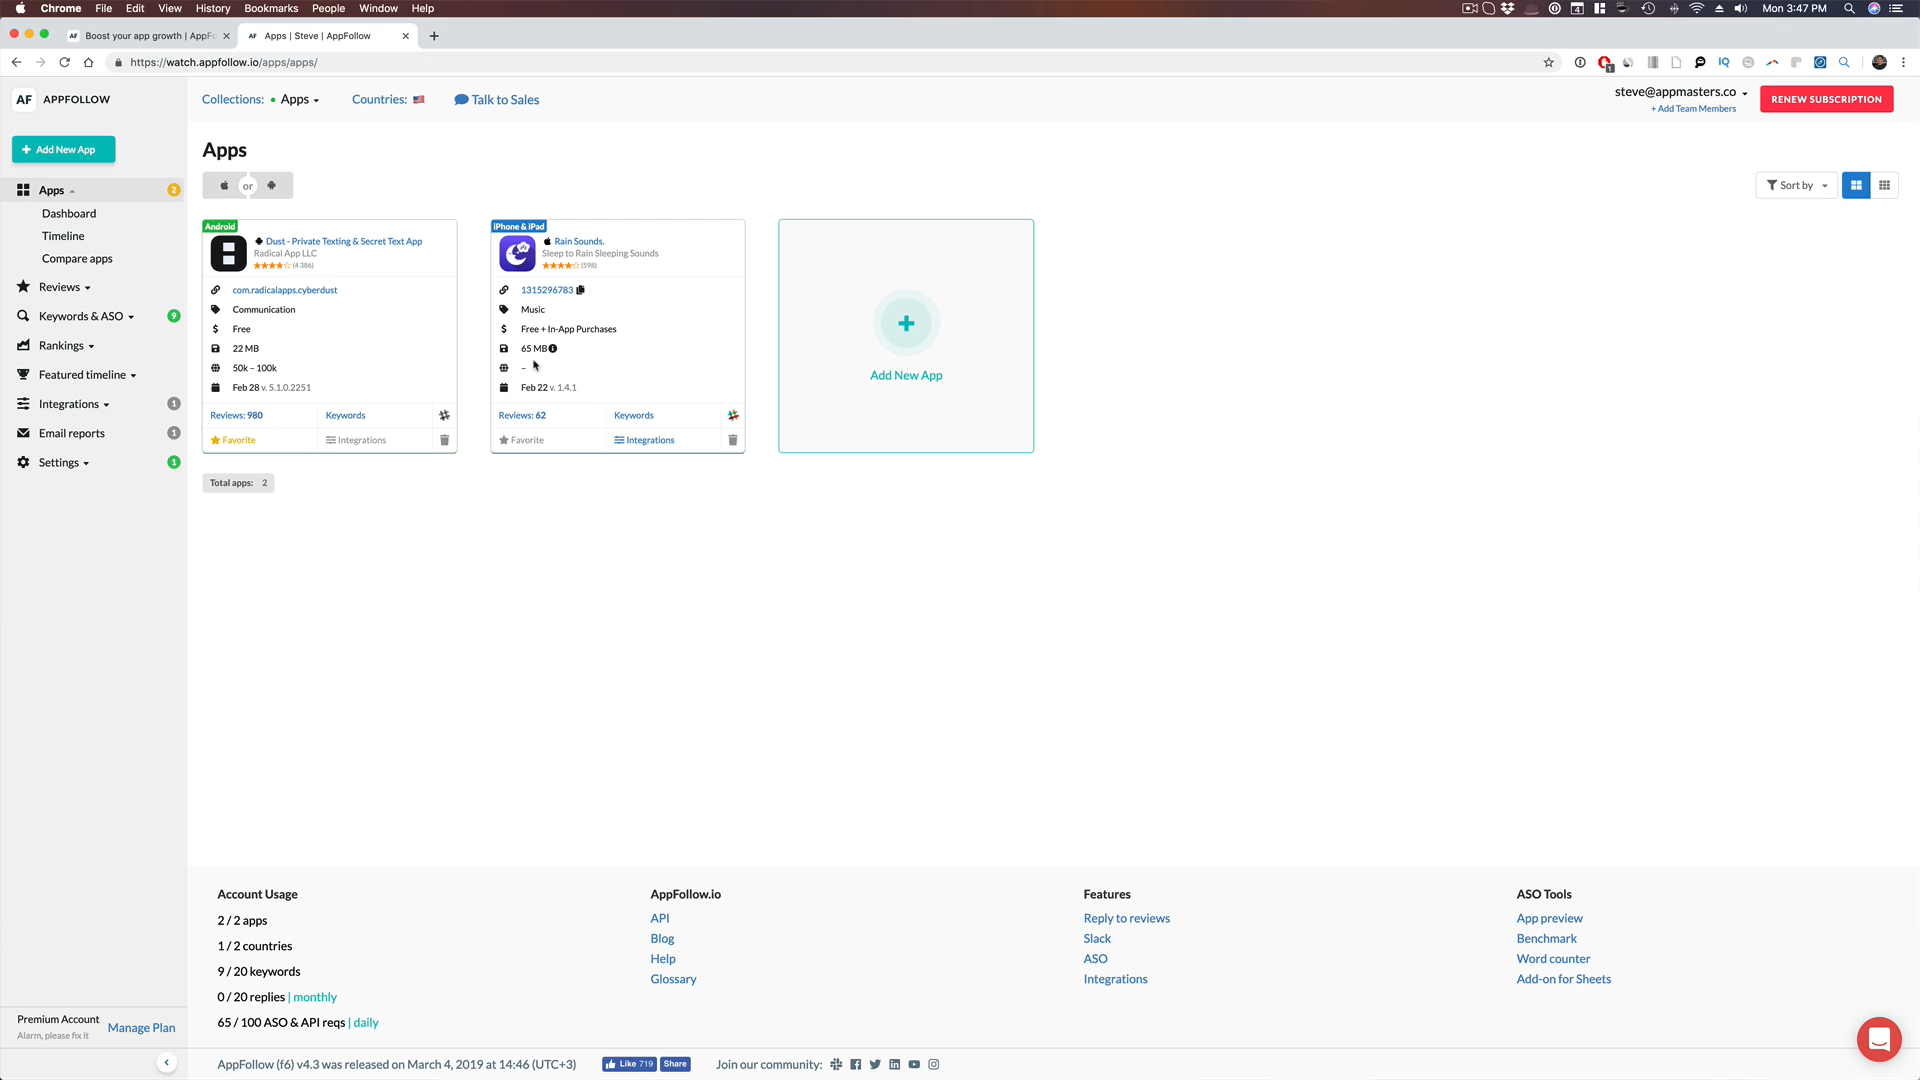 Chrome File Edit View History Bookmarks People Window Help
Mon 3:47 PM
Boost your app growth | AppFo
Apps | Steve | AppFollow
https://watch.appfollow.io/apps/apps/
IQ
AF APPFOLLOW
Collections: Apps
Countries:
Talk to Sales
steve@appmasters.co
+ Add Team Members
RENEW SUBSCRIPTION
+ Add New App
Apps 2
Dashboard
Timeline
Compare apps
Reviews
Keywords & ASO 9
Rankings
Featured timeline
Integrations 1
Email reports 1
Settings 1
Apps
or
Sort by
Android
Dust - Private Texting & Secret Text App
Radical App LLC
(4 386)
com.radicalapps.cyberdust
Communication
Free
22 MB
50k – 100k
Feb 28 v. 5.1.0.2251
Reviews: 980
Keywords
Favorite
Integrations
iPhone & iPad
Rain Sounds.
Sleep to Rain Sleeping Sounds
(598)
1315296783
Music
Free + In-App Purchases
65 MB
–
Feb 22 v. 1.4.1
Reviews: 62
Keywords
Favorite
Integrations
Add New App
Total apps: 2
Account Usage
2 / 2 apps
1 / 2 countries
9 / 20 keywords
0 / 20 replies | monthly
65 / 100 ASO & API reqs | daily
AppFollow.io
API
Blog
Help
Glossary
Features
Reply to reviews
Slack
ASO
Integrations
ASO Tools
App preview
Benchmark
Word counter
Add-on for Sheets
Premium Account
Alarm, please fix it
Manage Plan
AppFollow (f6) v4.3 was released on March 4, 2019 at 14:46 (UTC+3)
Like 719
Share
Join our community: